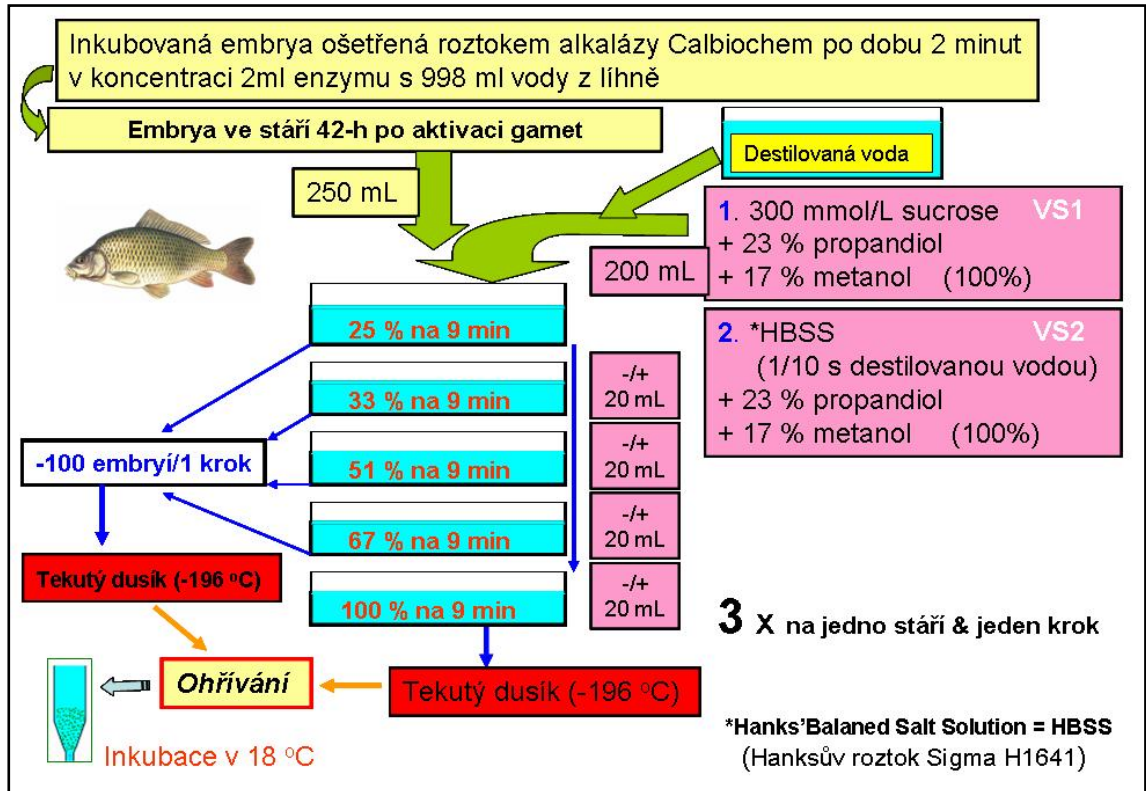 Inkubovaná embrya ošetřená roztokem alkalázy Calbiochem po dobu 2 minut
v koncentraci 2ml enzymu s 998 ml vody z líhně
Embrya ve stáří 42-h po aktivaci gamet
Destilovaná voda
250 mL
1. 300 mmol/L sucrose VS1
+ 23 % propandiol
+ 17 % metanol (100%)
200 mL
2. *HBSS VS2
(1/10 s destilovanou vodou)
+ 23 % propandiol
+ 17 % metanol (100%)
25 % na 9 min
33 % na 9 min
51 % na 9 min
67 % na 9 min
100 % na 9 min
-/+
20 mL
-/+
20 mL
-/+
20 mL
-/+
20 mL
-100 embryí/1 krok
Tekutý dusík (-196 °C)
3 X na jedno stáří & jeden krok
Ohřívání
Tekutý dusík (-196 °C)
Inkubace v 18 °C
*Hanks'Balaned Salt Solution = HBSS
(Hanksův roztok Sigma H1641)